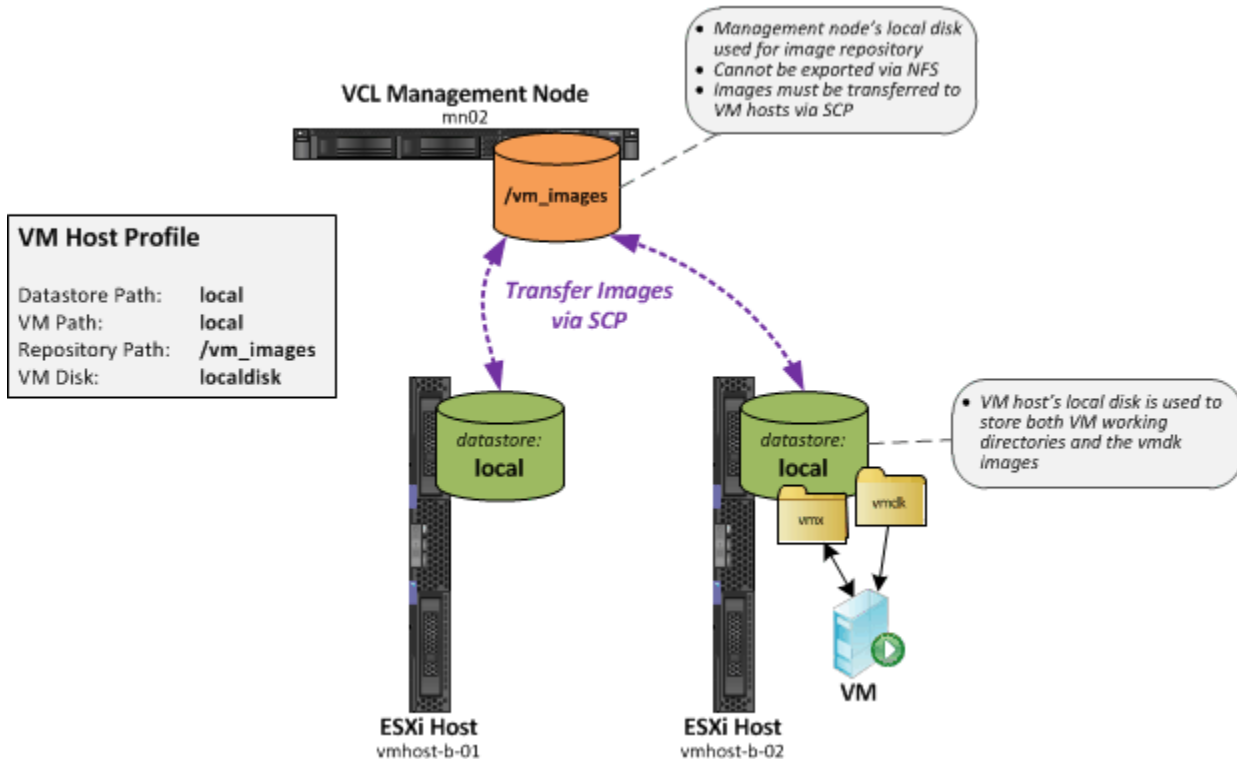 • Management node's local disk
used for image repository
• Cannot be exported via NFS
• Images must be transferred to
VM hosts via SCP
VCL Management Node
mn02
/vm_images
VM Host Profile
Datastore Path: local
VM Path: local
Repository Path: /vm_images
VM Disk: localdisk
Transfer Images
via SCP
datastore:
local
datastore:
local
• VM host's local disk is used to
store both VM working
directories and the vmdk
images
vmx
vmdk
VM
ESXi Host
vmhost-b-01
ESXi Host
vmhost-b-02